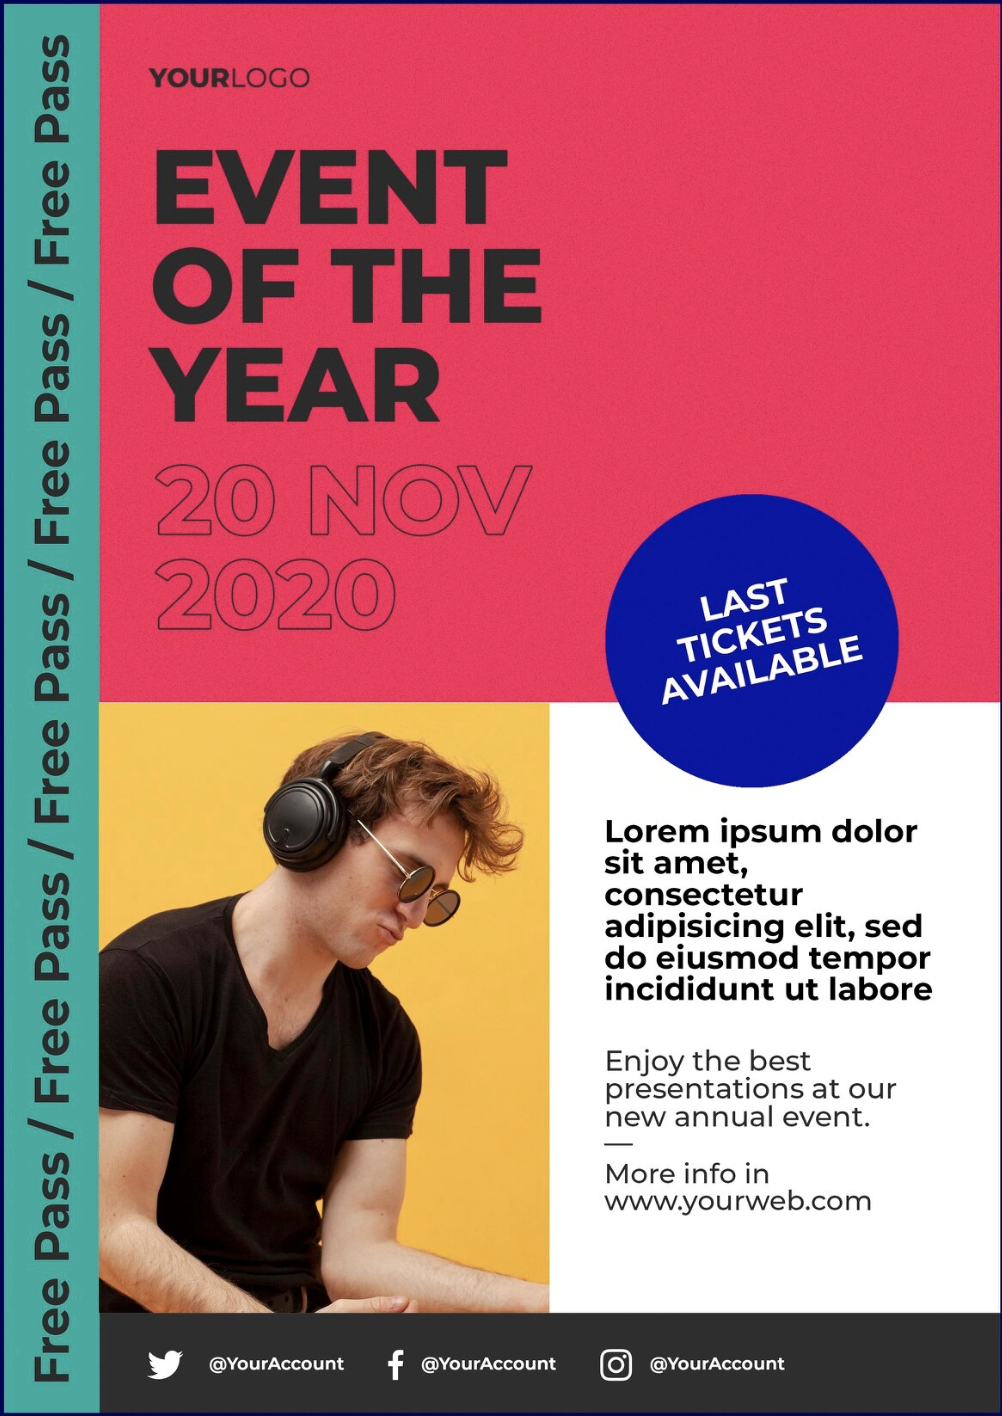 Free Pass / Free Pass / Free Pass / Free Pass / Free Pass
YOURLOGO
EVENT
OF THE
YEAR
20 NOV
2020
LAST
TICKETS
AVAILABLE
Lorem ipsum dolor
sit amet,
consectetur
adipisicing elit, sed
do eiusmod tempor
incididunt ut labore
Enjoy the best
presentations at our
new annual event.
—
More info in
www.yourweb.com
@YourAccount @YourAccount @YourAccount